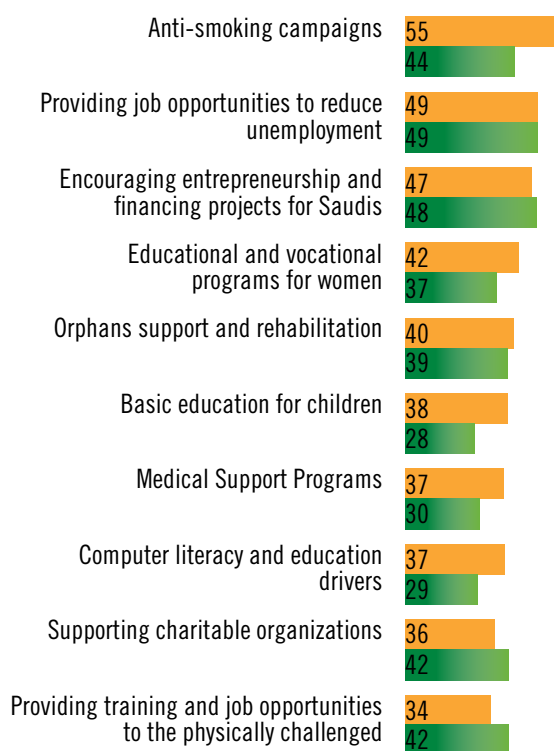 Anti-smoking campaigns
55
44
Providing job opportunities to reduce
unemployment
49
49
Encouraging entrepreneurship and
financing projects for Saudis
47
48
Educational and vocational
programs for women
42
37
Orphans support and rehabilitation
40
39
Basic education for children
38
28
Medical Support Programs
37
30
Computer literacy and education
drivers
37
29
Supporting charitable organizations
36
42
Providing training and job opportunities
to the physically challenged
34
42